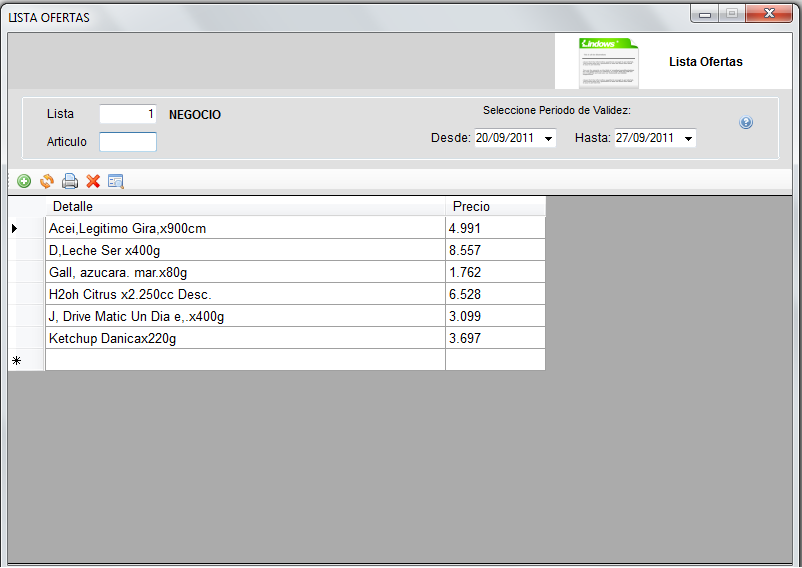 LISTA OFERTAS
Lindows
Lista Ofertas
Lista 1 NEGOCIO
Seleccione Periodo de Validez:
Articulo
Desde: 20/09/2011 Hasta: 27/09/2011
Detalle Precio
Acei,Legitimo Gira,x900cm 4.991
D,Leche Ser x400g 8.557
Gall, azucara. mar.x80g 1.762
H2oh Citrus x2.250cc Desc. 6.528
J, Drive Matic Un Dia e,.x400g 3.099
Ketchup Danicax220g 3.697